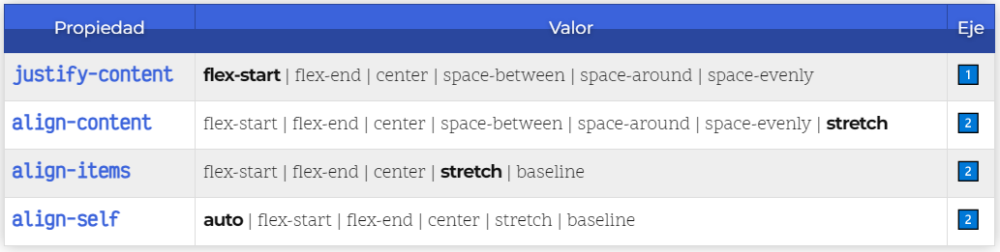 Propiedad Valor Eje
justify-content flex-start | flex-end | center | space-between | space-around | space-evenly 1
align-content flex-start | flex-end | center | space-between | space-around | space-evenly | stretch 2
align-items flex-start | flex-end | center | stretch | baseline 2
align-self auto | flex-start | flex-end | center | stretch | baseline 2